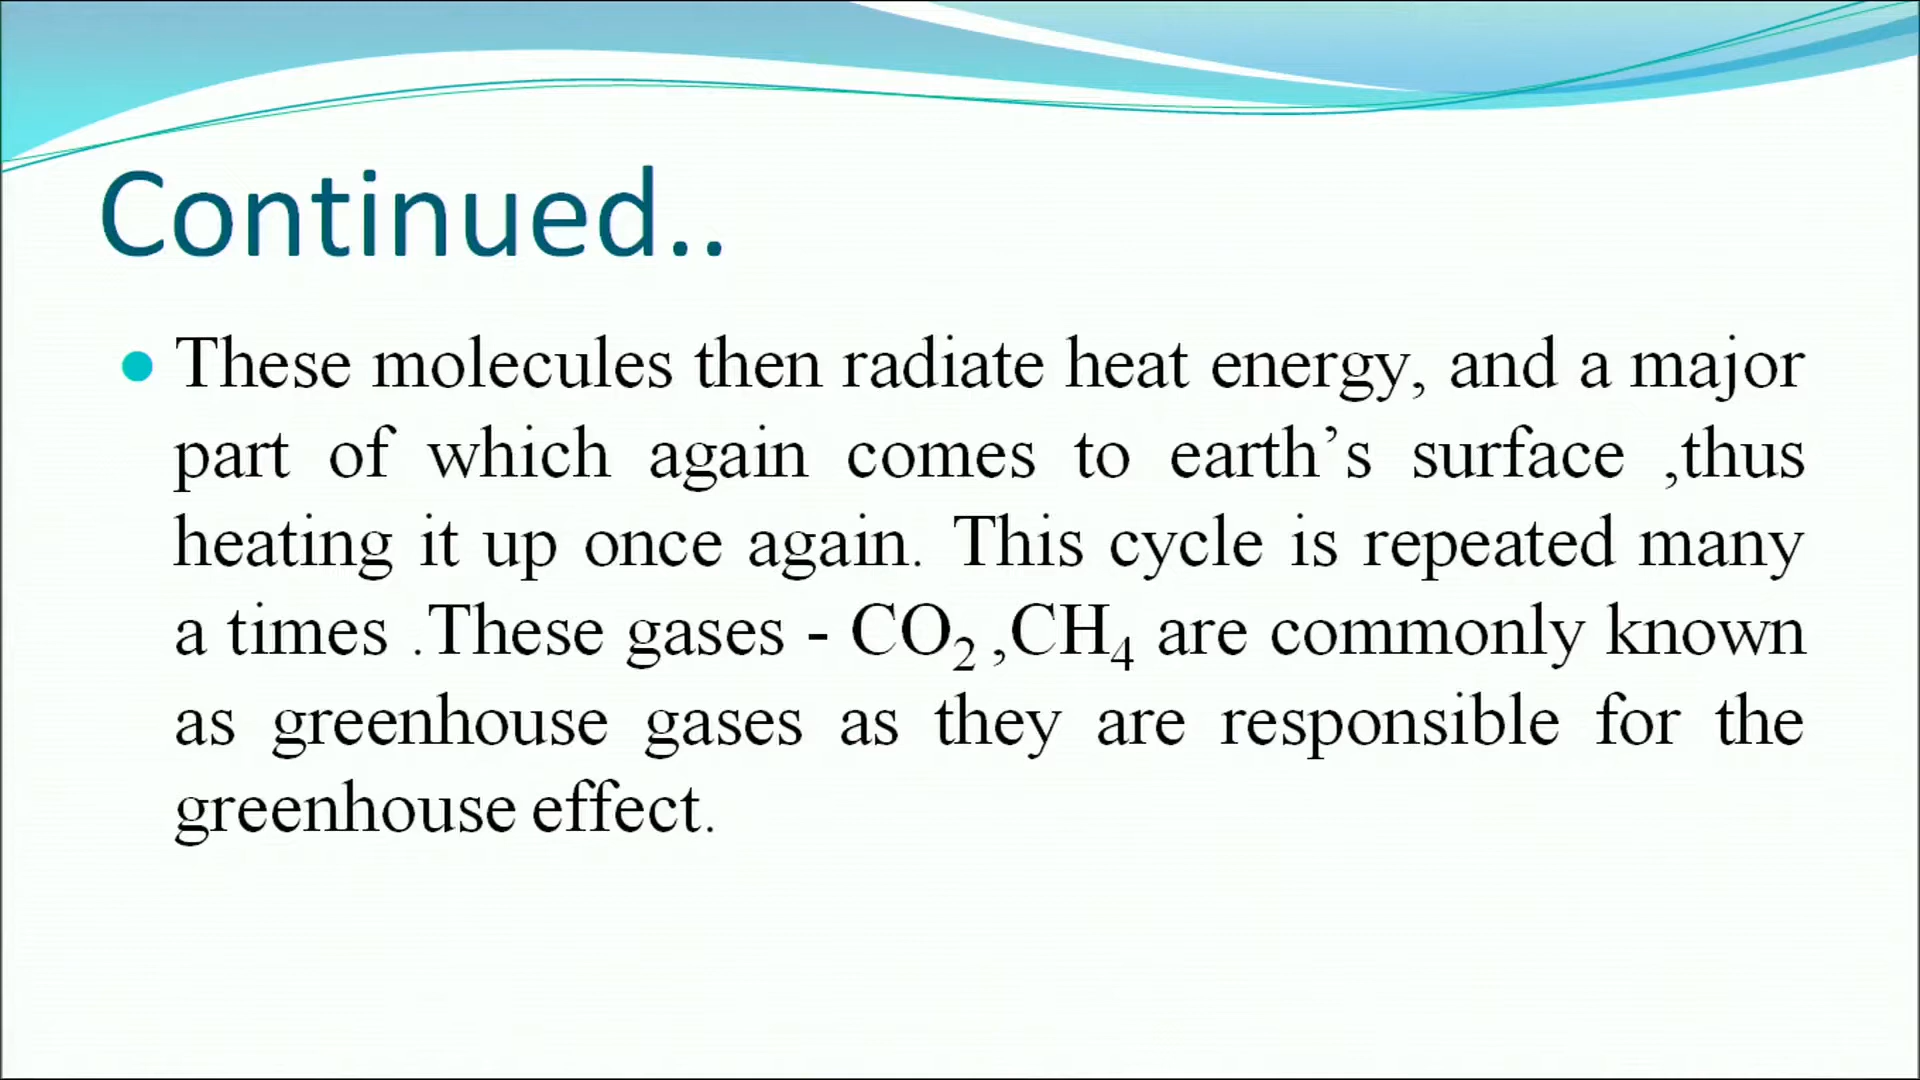 Continued..
• These molecules then radiate heat energy, and a major
part of which again comes to earth’s surface ,thus
heating it up once again. This cycle is repeated many
a times .These gases - CO₂ ,CH₄ are commonly known
as greenhouse gases as they are responsible for the
greenhouse effect.